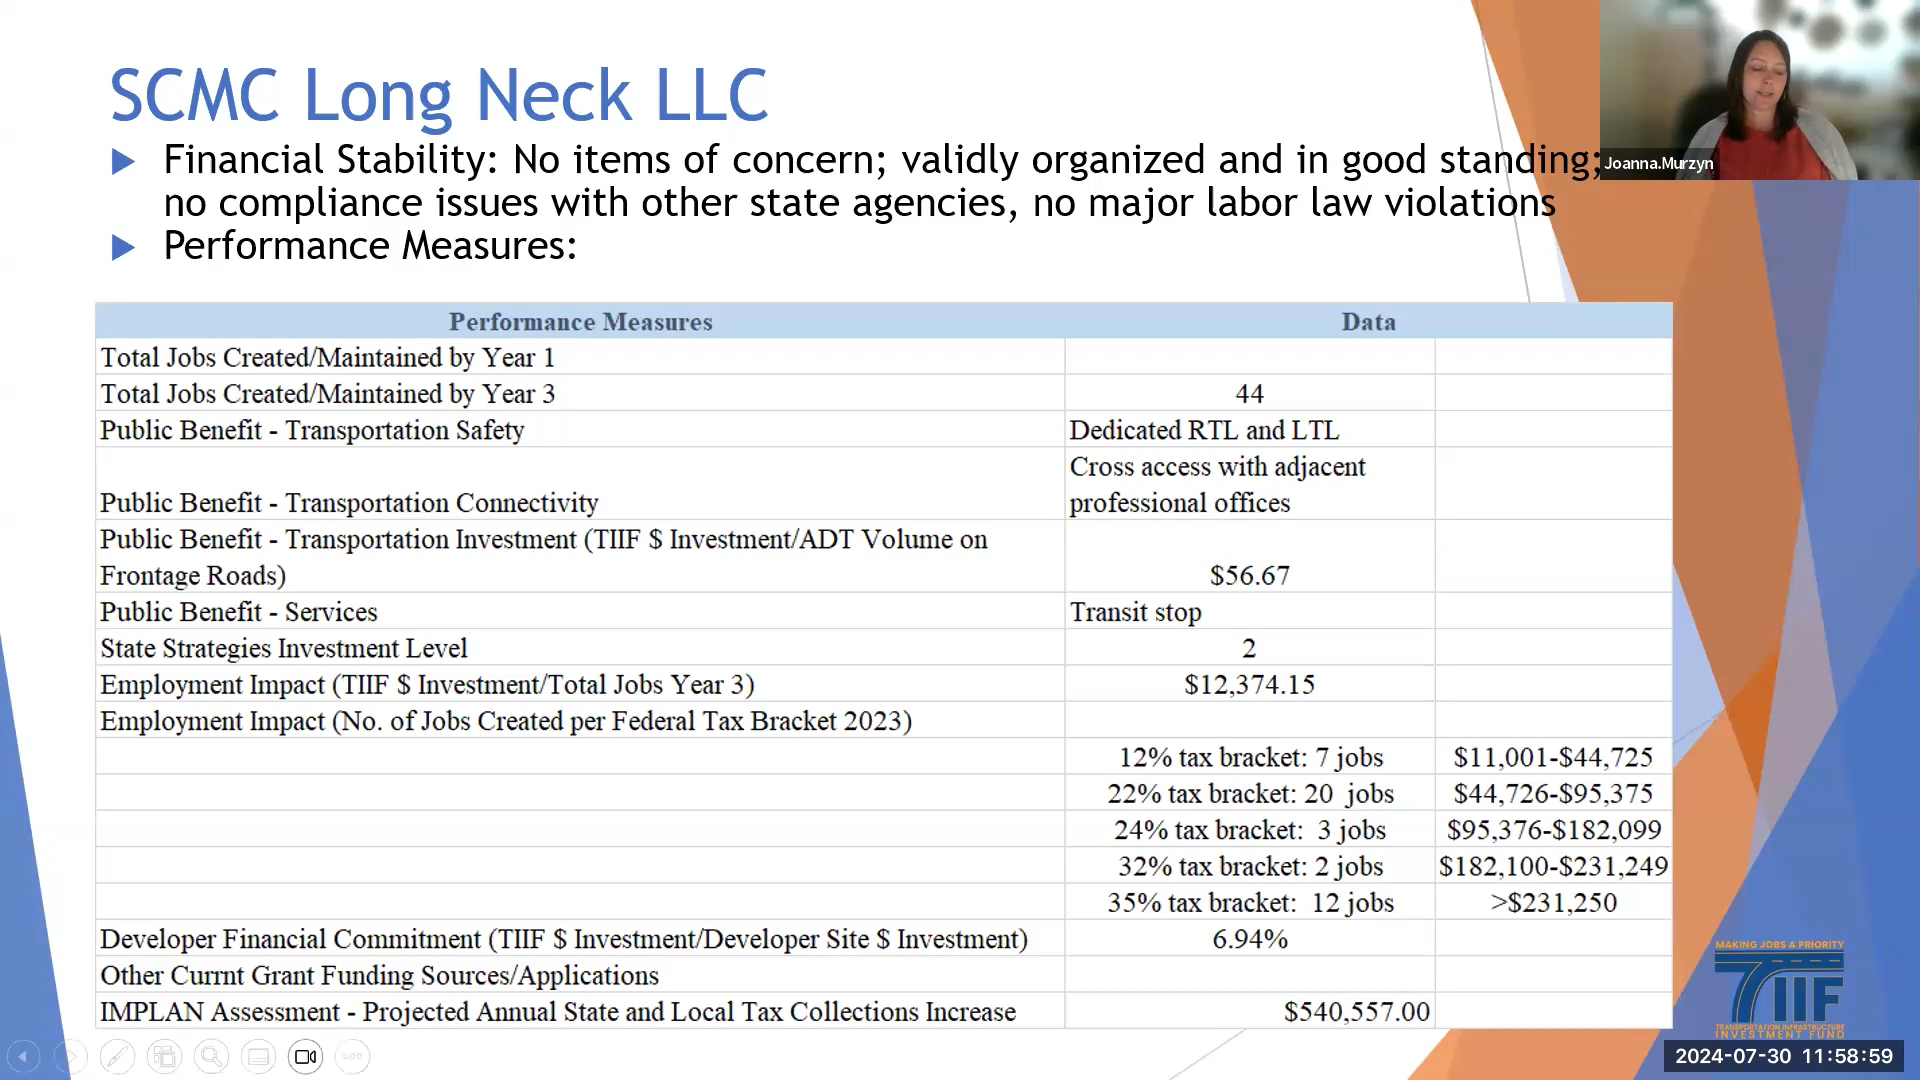 SCMC Long Neck LLC
Financial Stability: No items of concern; validly organized and in good standing;
no compliance issues with other state agencies, no major labor law violations
Performance Measures:
Joanna.Murzyn
Performance Measures Data
Total Jobs Created/Maintained by Year 1
Total Jobs Created/Maintained by Year 3 44
Public Benefit - Transportation Safety Dedicated RTL and LTL
Public Benefit - Transportation Connectivity Cross access with adjacent
professional offices
Public Benefit - Transportation Investment (TIIF $ Investment/ADT Volume on
Frontage Roads) $56.67
Public Benefit - Services Transit stop
State Strategies Investment Level 2
Employment Impact (TIIF $ Investment/Total Jobs Year 3) $12,374.15
Employment Impact (No. of Jobs Created per Federal Tax Bracket 2023)
12% tax bracket: 7 jobs $11,001-$44,725
22% tax bracket: 20 jobs $44,726-$95,375
24% tax bracket: 3 jobs $95,376-$182,099
32% tax bracket: 2 jobs $182,100-$231,249
35% tax bracket: 12 jobs >$231,250
Developer Financial Commitment (TIIF $ Investment/Developer Site $ Investment) 6.94%
Other Currnt Grant Funding Sources/Applications
IMPLAN Assessment - Projected Annual State and Local Tax Collections Increase $540,557.00
MAKING JOBS A PRIORITY
TIIF
TRANSPORTATION INFRASTRUCTURE
INVESTMENT FUND
2024-07-30 11:58:59